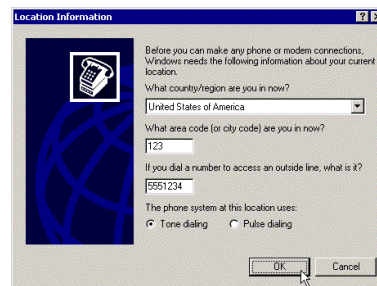 Location Information
Before you can make any phone or modem connections,
Windows needs the following information about your current
location.
What country/region are you in now?
United States of America
What area code (or city code) are you in now?
123
If you dial a number to access an outside line, what is it?
5551234
The phone system at this location uses:
Tone dialing Pulse dialing
OK Cancel